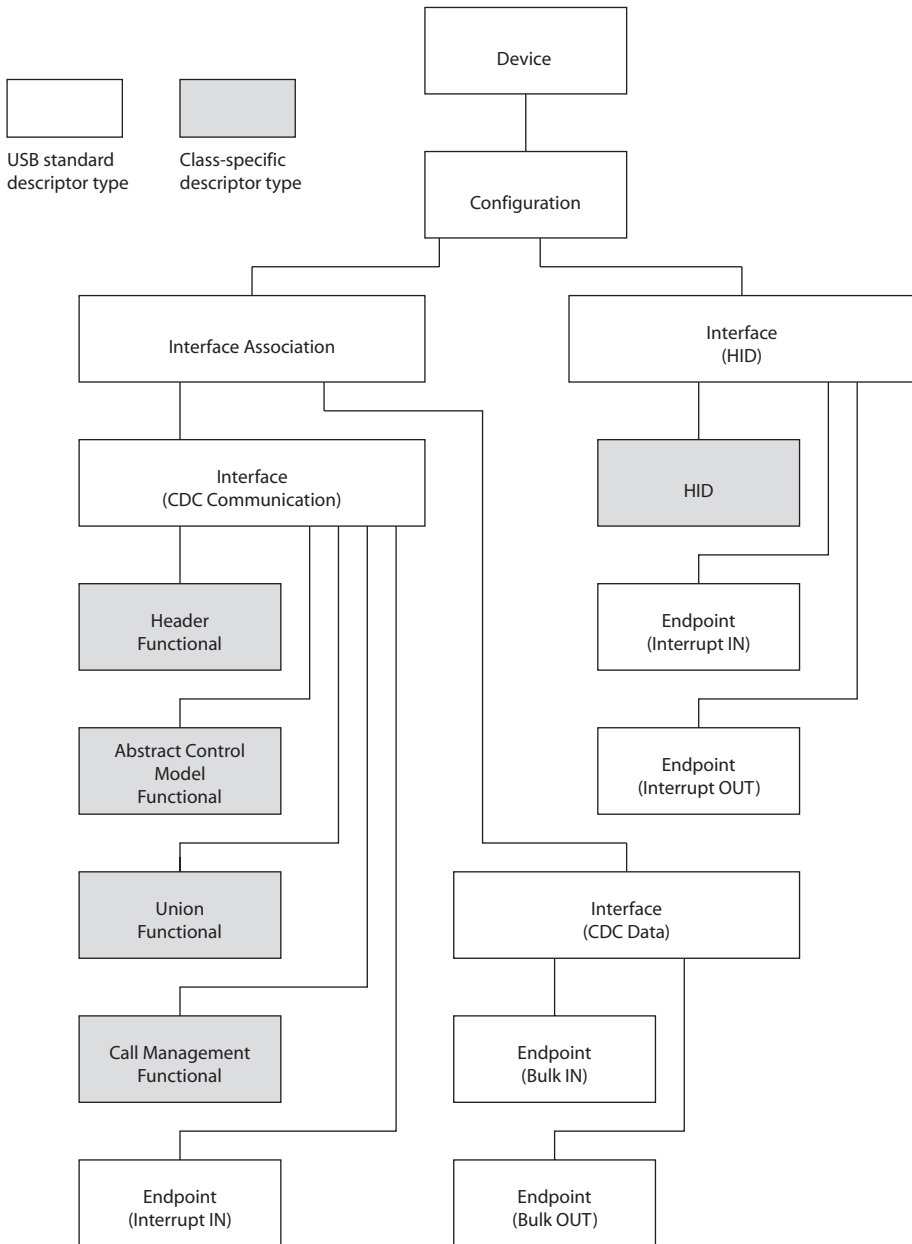 Device
USB standard
descriptor type
Class-specific
descriptor type
Configuration
Interface Association
Interface
(HID)
Interface
(CDC Communication)
HID
Header
Functional
Endpoint
(Interrupt IN)
Abstract Control
Model
Functional
Endpoint
(Interrupt OUT)
Union
Functional
Interface
(CDC Data)
Call Management
Functional
Endpoint
(Bulk IN)
Endpoint
(Interrupt IN)
Endpoint
(Bulk OUT)